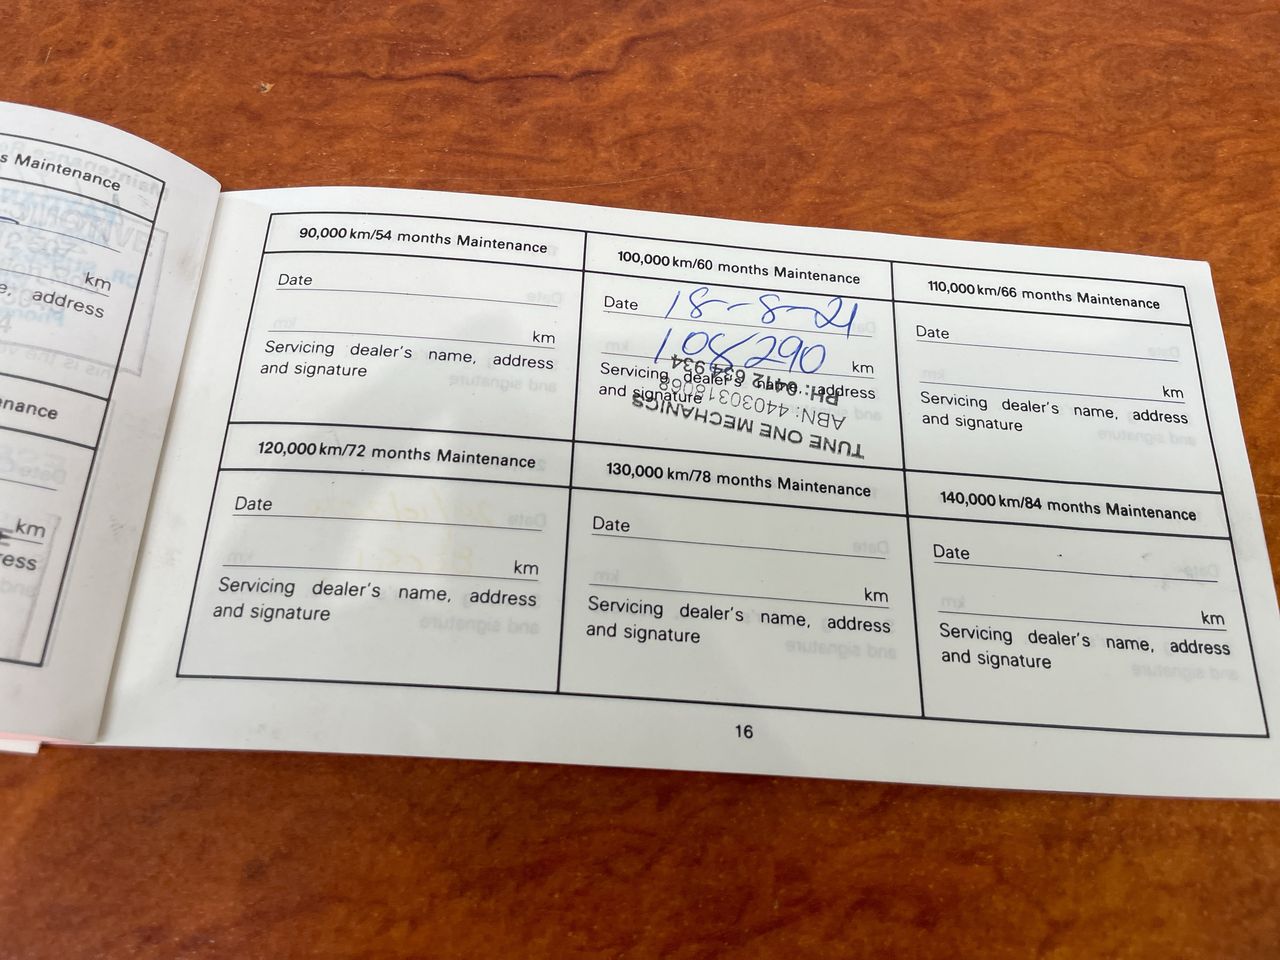 s Maintenance
km
address
enance
km
ress
90,000 km/54 months Maintenance
Date
km
Servicing dealer's name, address
and signature
100,000 km/60 months Maintenance
Date 18-8-21
108290 km
Servicing dealer's name, address
and signature
TUNE ONE MECHANICS
ABN: 44030318068
PH: 0412 634 934
110,000 km/66 months Maintenance
Date
km
Servicing dealer's name, address
and signature
120,000 km/72 months Maintenance
Date
km
Servicing dealer's name, address
and signature
130,000 km/78 months Maintenance
Date
km
Servicing dealer's name, address
and signature
140,000 km/84 months Maintenance
Date
km
Servicing dealer's name, address
and signature
16